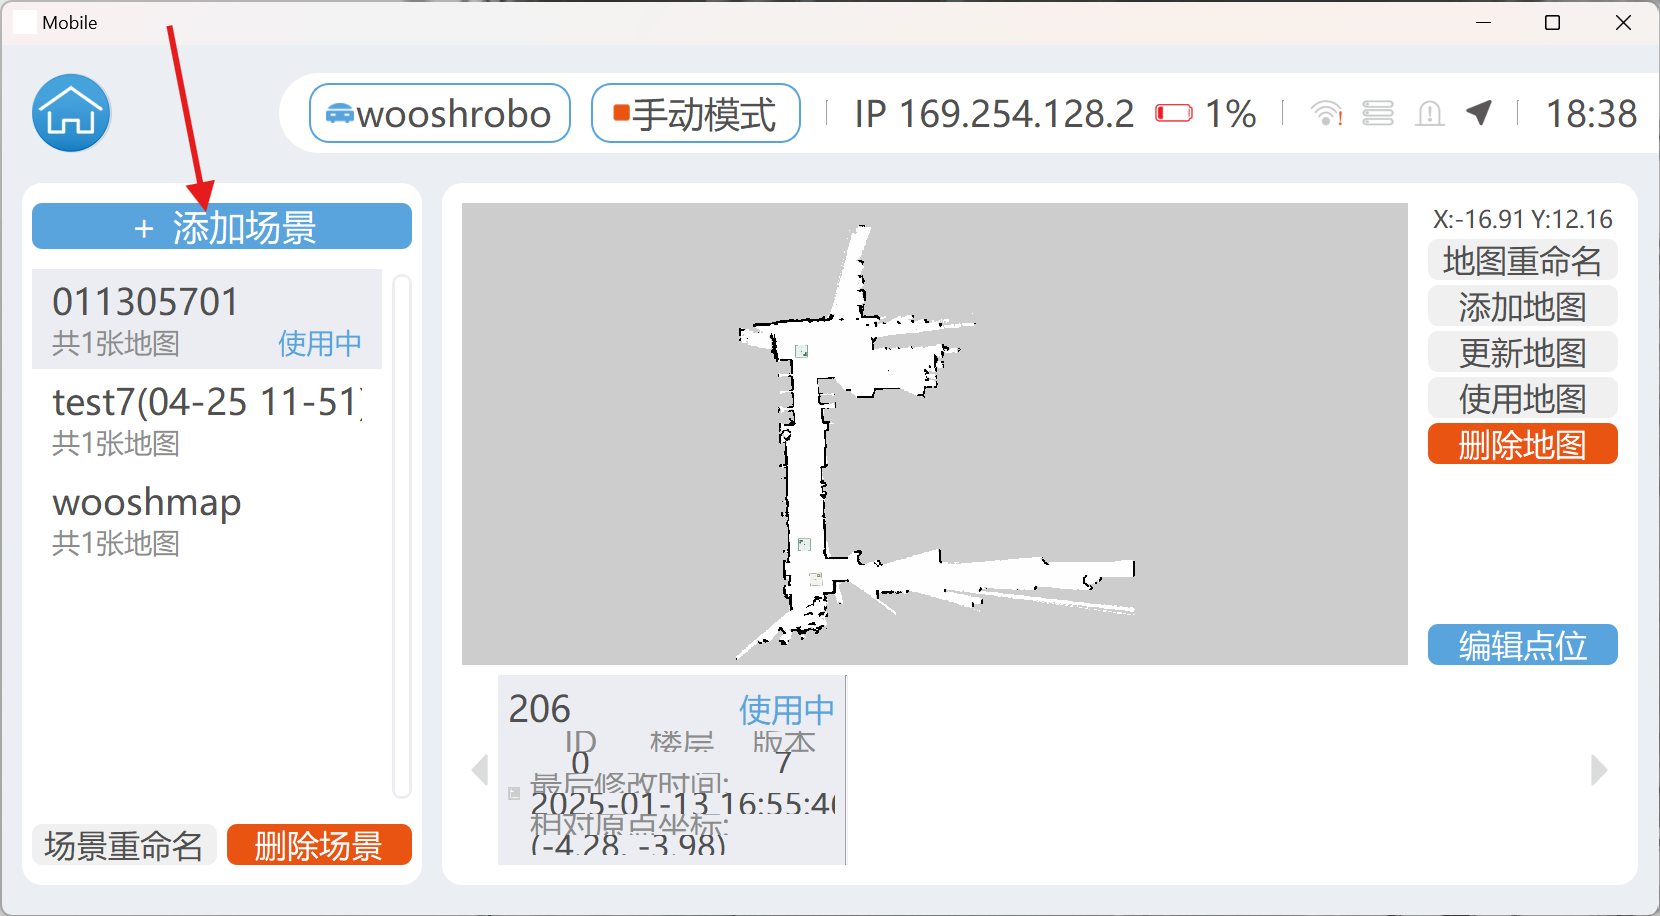 Mobile
wooshrobo
手动模式
IP 169.254.128.2
1%
18:38
+ 添加场景
011305701
共1张地图
使用中
test7(04-25 11-51)
共1张地图
wooshmap
共1张地图
场景重命名
删除场景
X:-16.91 Y:12.16
地图重命名
添加地图
更新地图
使用地图
删除地图
编辑点位
206
使用中
ID 楼层 版本
0 7
最后修改时间:
2025-01-13 16:55:46
相对原点坐标:
(-4.28, -3.98)